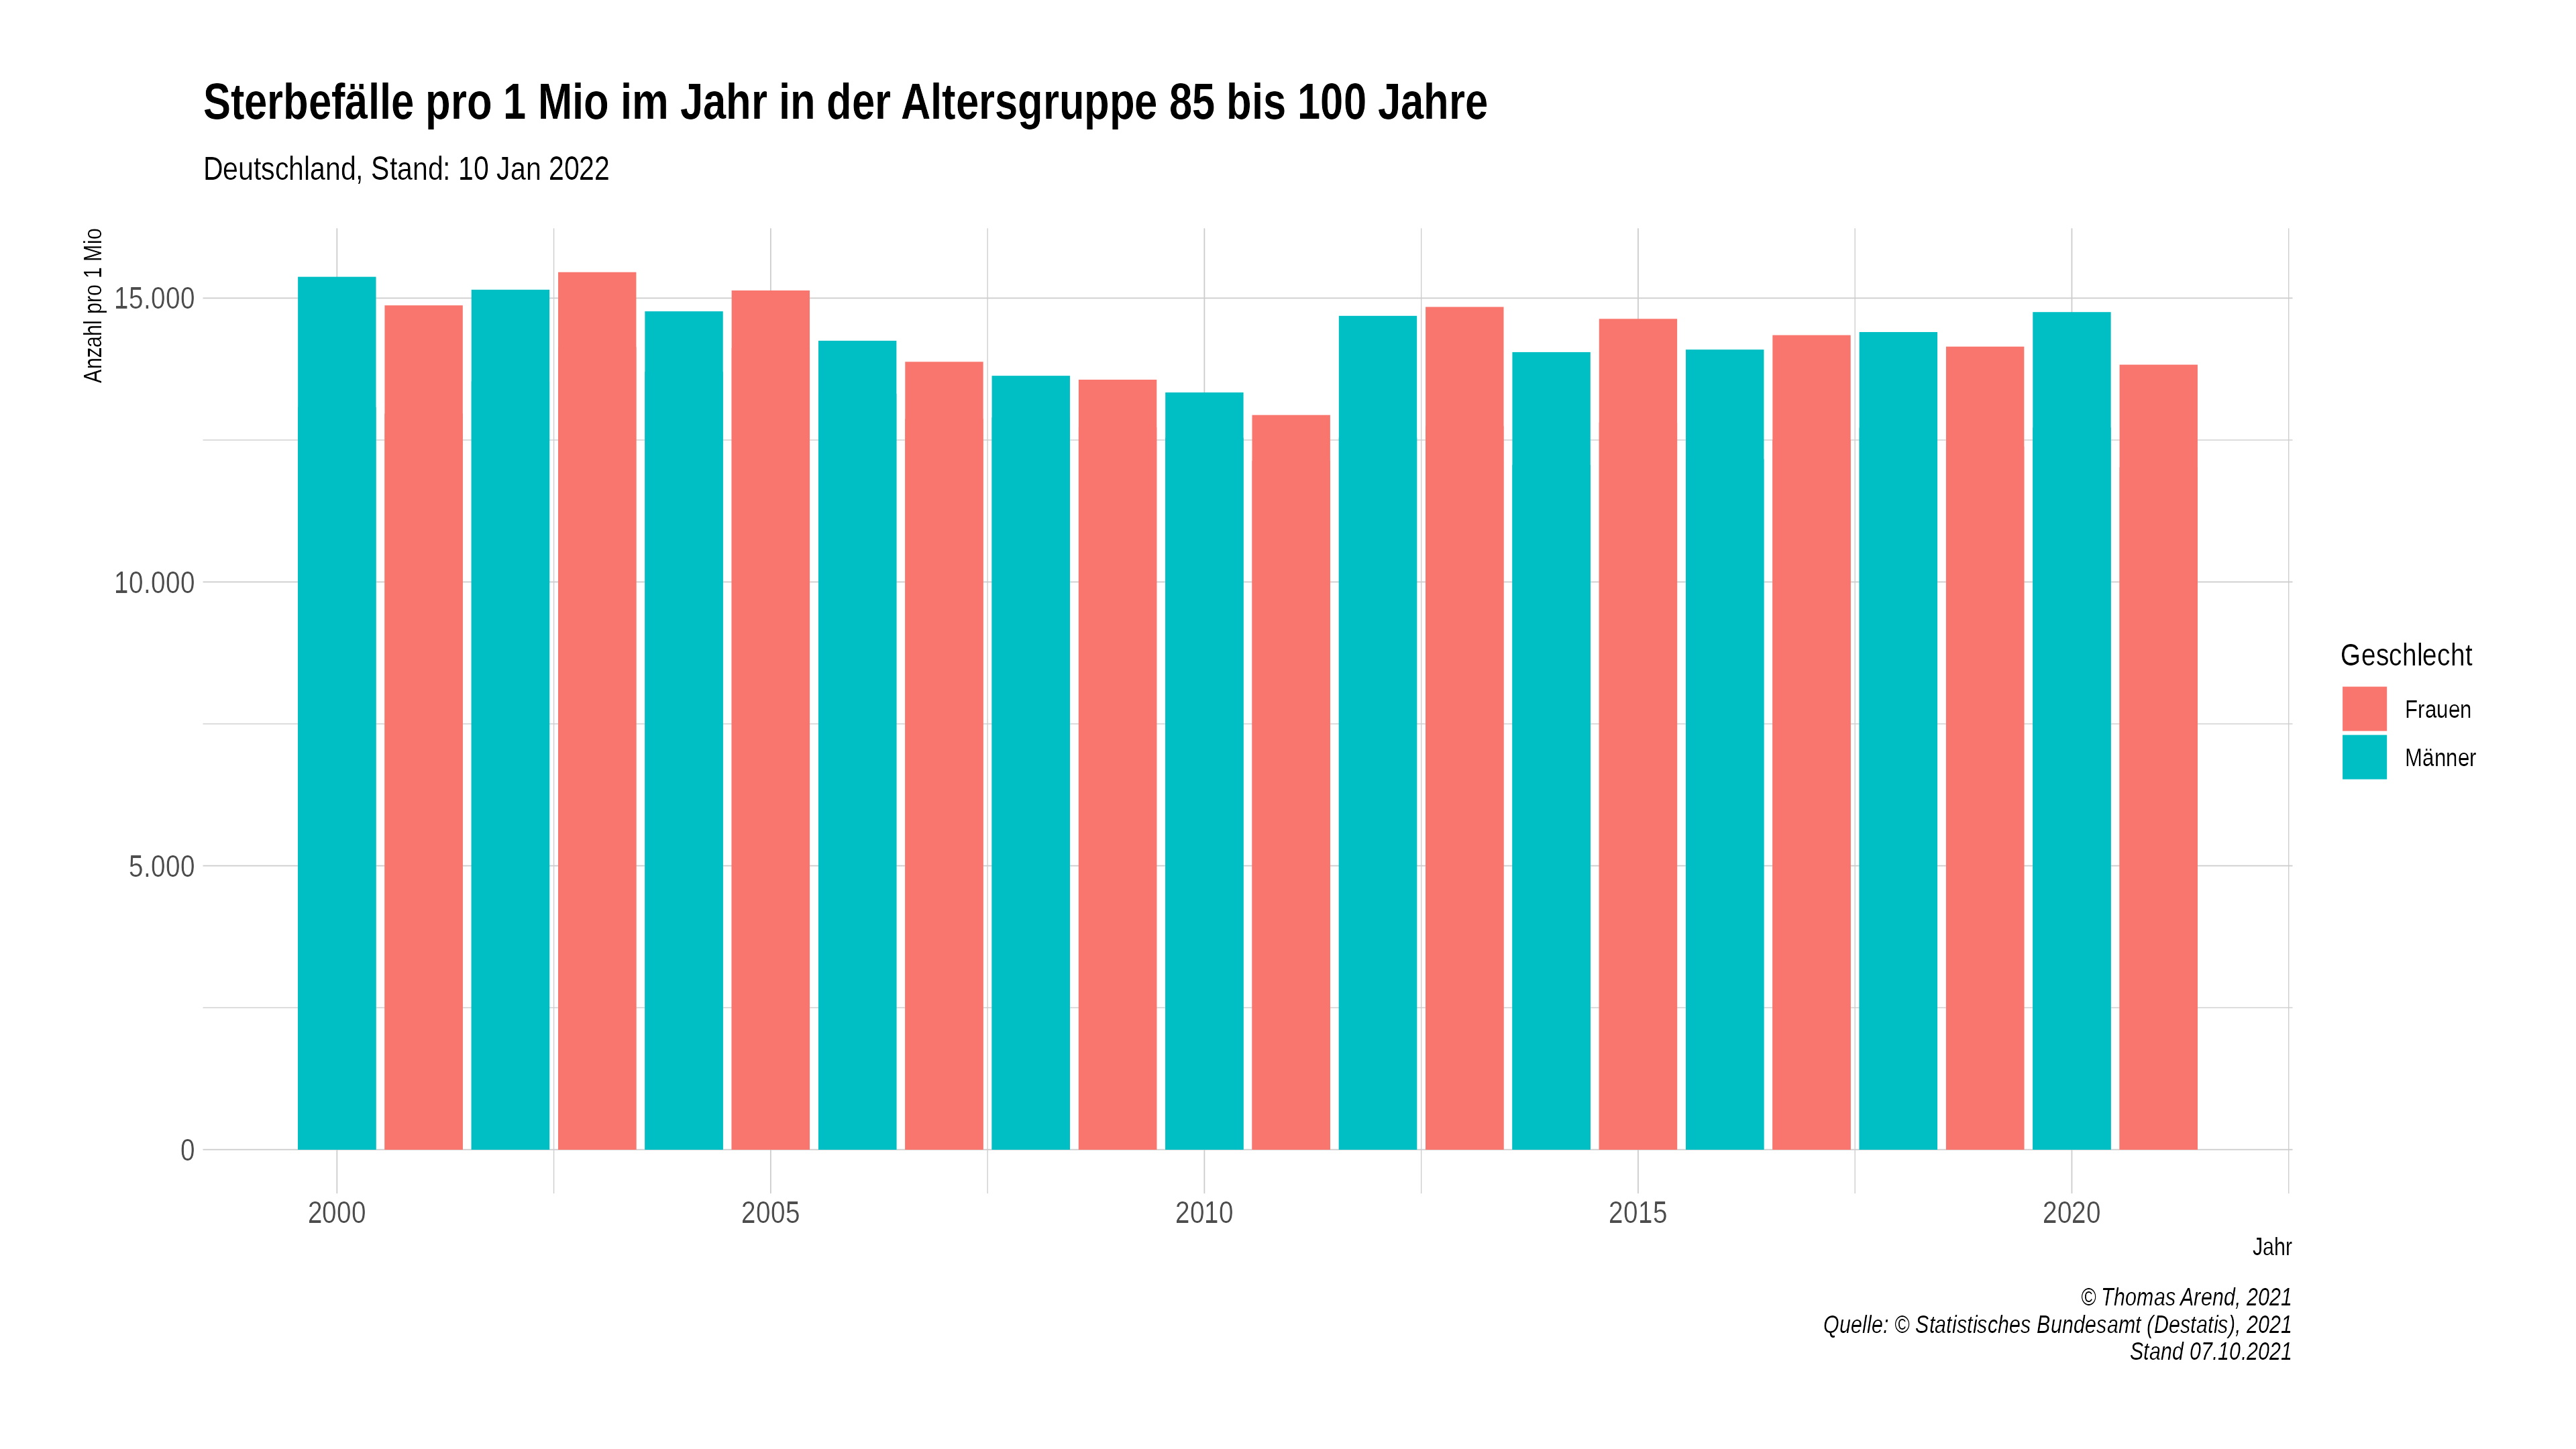 Sterbefälle pro 1 Mio im Jahr in der Altersgruppe 85 bis 100 Jahre
Deutschland, Stand: 10 Jan 2022
Anzahl pro 1 Mio
15.000
10.000
5.000
0
2000 2005 2010 2015 2020
Jahr
Geschlecht
Frauen
Männer
© Thomas Arend, 2021
Quelle: © Statistisches Bundesamt (Destatis), 2021
Stand 07.10.2021